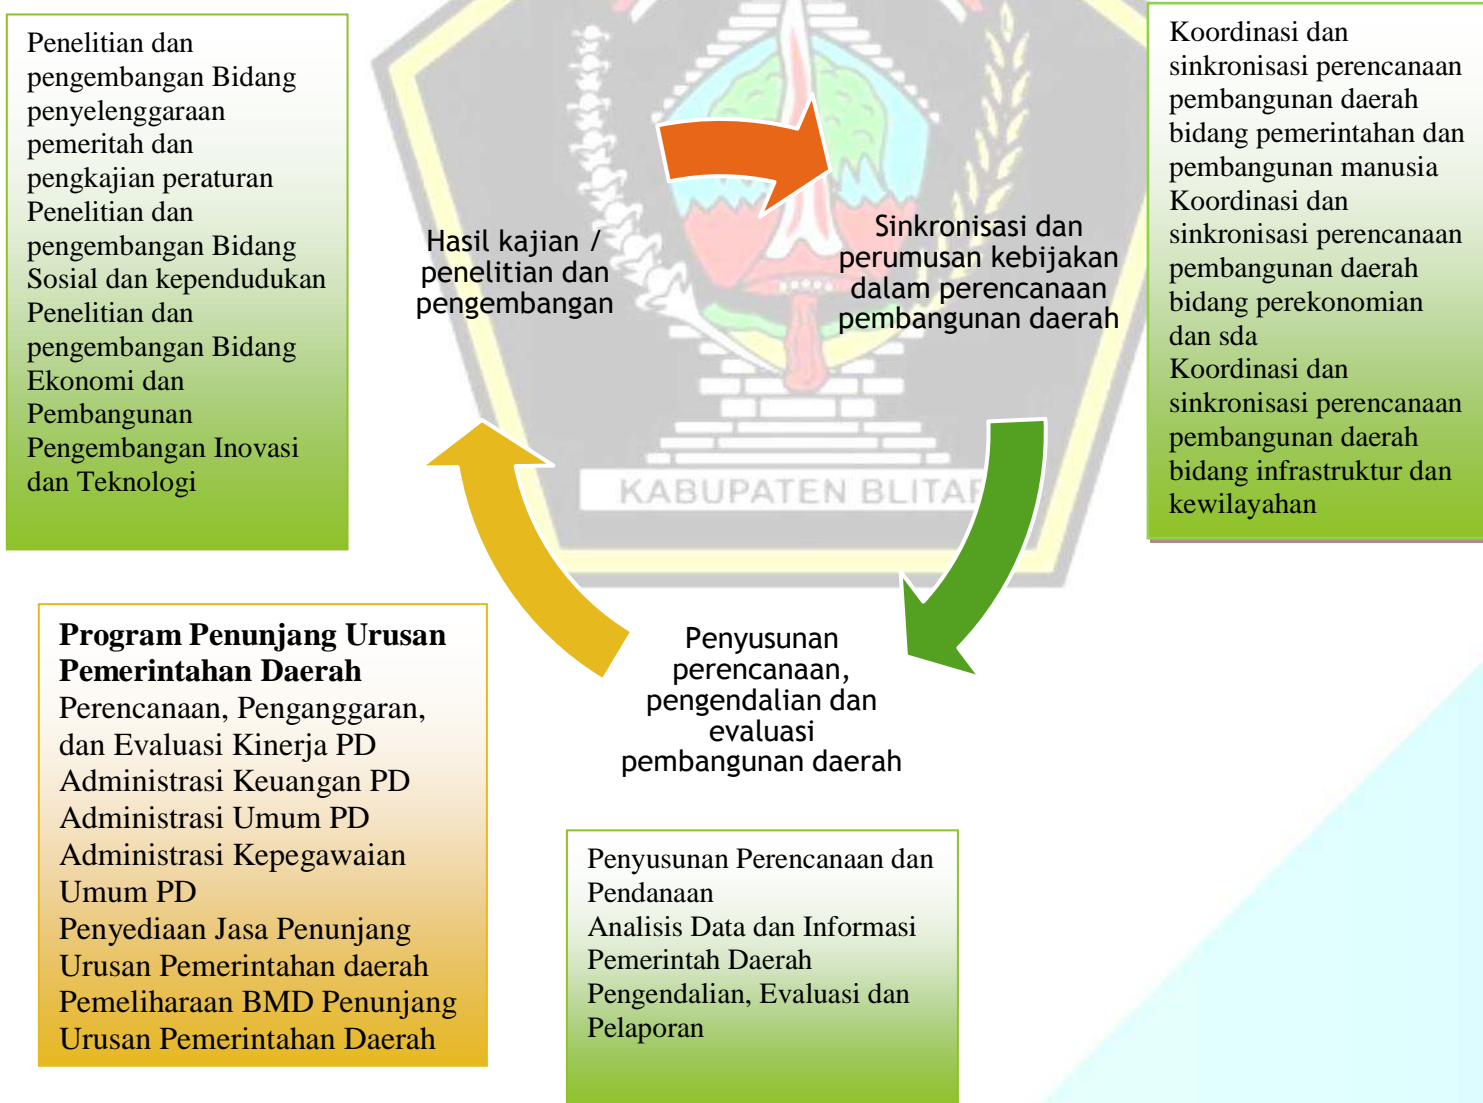 Penelitian dan
pengembangan Bidang
penyelenggaraan
pemeritah dan
pengkajian peraturan
Penelitian dan
pengembangan Bidang
Sosial dan kependudukan
Penelitian dan
pengembangan Bidang
Ekonomi dan
Pembangunan
Pengembangan Inovasi
dan Teknologi
Hasil kajian /
penelitian dan
pengembangan
Sinkronisasi dan
perumusan kebijakan
dalam perencanaan
pembangunan daerah
Koordinasi dan
sinkronisasi perencanaan
pembangunan daerah
bidang pemerintahan dan
pembangunan manusia
Koordinasi dan
sinkronisasi perencanaan
pembangunan daerah
bidang perekonomian
dan sda
Koordinasi dan
sinkronisasi perencanaan
pembangunan daerah
bidang infrastruktur dan
kewilayahan
KABUPATEN
Program Penunjang Urusan
Pemerintahan Daerah
Perencanaan, Penganggaran,
dan Evaluasi Kinerja PD
Administrasi Keuangan PD
Administrasi Umum PD
Administrasi Kepegawaian
Umum PD
Penyediaan Jasa Penunjang
Urusan Pemerintahan daerah
Pemeliharaan BMD Penunjang
Urusan Pemerintahan Daerah
Penyusunan
perencanaan,
pengendalian dan
evaluasi
pembangunan daerah
Penyusunan Perencanaan dan
Pendanaan
Analisis Data dan Informasi
Pemerintah Daerah
Pengendalian, Evaluasi dan
Pelaporan